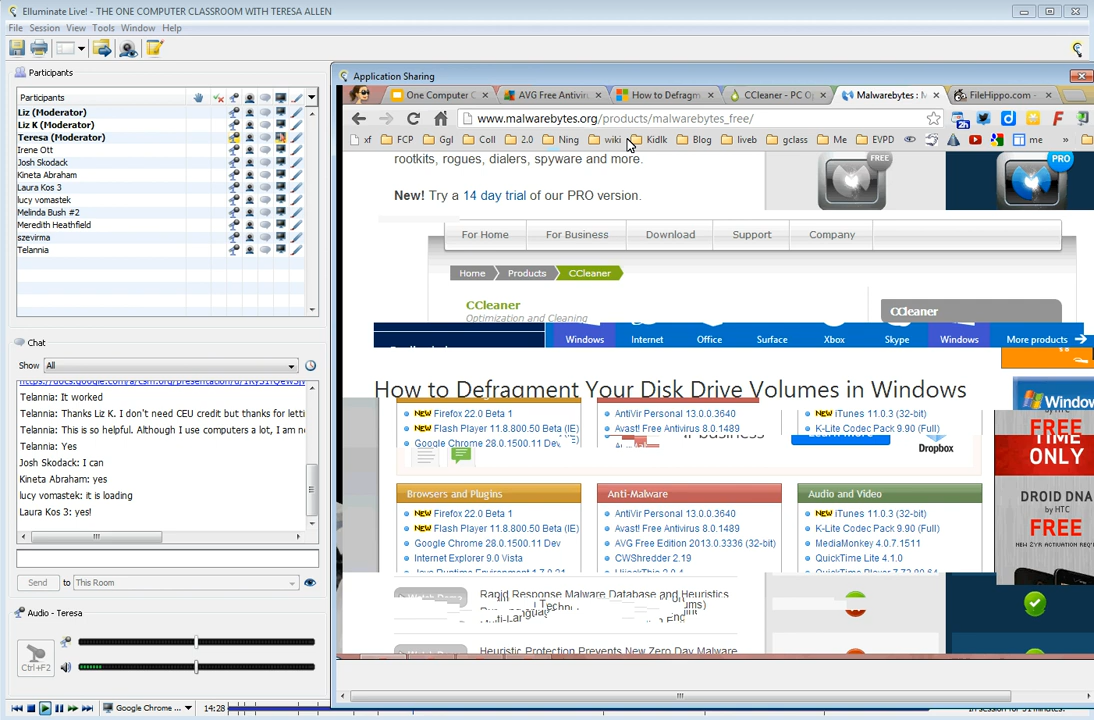 Elluminate Live! - THE ONE COMPUTER CLASSROOM WITH TERESA ALLEN
File Session View Tools Window Help
Participants
Participants
Liz (Moderator)
Liz K (Moderator)
Teresa (Moderator)
Irene Ott
Josh Skodack
Kineta Abraham
Laura Kos 3
lucy vomastek
Melinda Bush #2
Meredith Heathfield
szevirma
Telannia
Chat
Show All
Telannia: It worked
Telannia: Thanks Liz K. I don't need CEU credit but thanks for letti
Telannia: This is so helpful. Although I use computers a lot, I am n
Telannia: Yes
Josh Skodack: I can
Kineta Abraham: yes
lucy vomastek: it is loading
Laura Kos 3: yes!
Send to This Room
Audio - Teresa
Ctrl+F2
14:28
Google Chrome ...
Application Sharing
One Computer C
AVG Free Antivir
How to Defragm
CCleaner - PC Op
Malwarebytes : M
FileHippo.com -
www.malwarebytes.org/products/malwarebytes_free/
xf FCP Ggl Coll 2.0 Ning wiki Kidlk Blog liveb gclass Me EVPD me »
rootkits, rogues, dialers, spyware and more.
FREE
PRO
New! Try a 14 day trial of our PRO version.
For Home For Business Download Support Company
Home Products CCleaner
CCleaner
Optimization and Cleaning
CCleaner
Windows Internet Office Surface Xbox Skype Windows More products
How to Defragment Your Disk Drive Volumes in Windows
Window
NEW Firefox 22.0 Beta 1
NEW Flash Player 11.8.800.50 Beta (IE)
Google Chrome 28.0.1500.11 Dev
AntiVir Personal 13.0.0.3640
Avast! Free Antivirus 8.0.1489
NEW iTunes 11.0.3 (32-bit)
K-Lite Codec Pack 9.90 (Full)
Dropbox
FREE
TIME
ONLY
DROID DNA
by HTC
FREE
Browsers and Plugins
NEW Firefox 22.0 Beta 1
NEW Flash Player 11.8.800.50 Beta (IE)
Google Chrome 28.0.1500.11 Dev
Internet Explorer 9.0 Vista
Anti-Malware
AntiVir Personal 13.0.0.3640
Avast! Free Antivirus 8.0.1489
AVG Free Edition 2013.0.3336 (32-bit)
CWShredder 2.19
Audio and Video
NEW iTunes 11.0.3 (32-bit)
K-Lite Codec Pack 9.90 (Full)
MediaMonkey 4.0.7.1511
QuickTime Lite 4.1.0
Rapid Response Malware Database and Heuristics
Heuristic Protection Prevents New Zero Day Malware